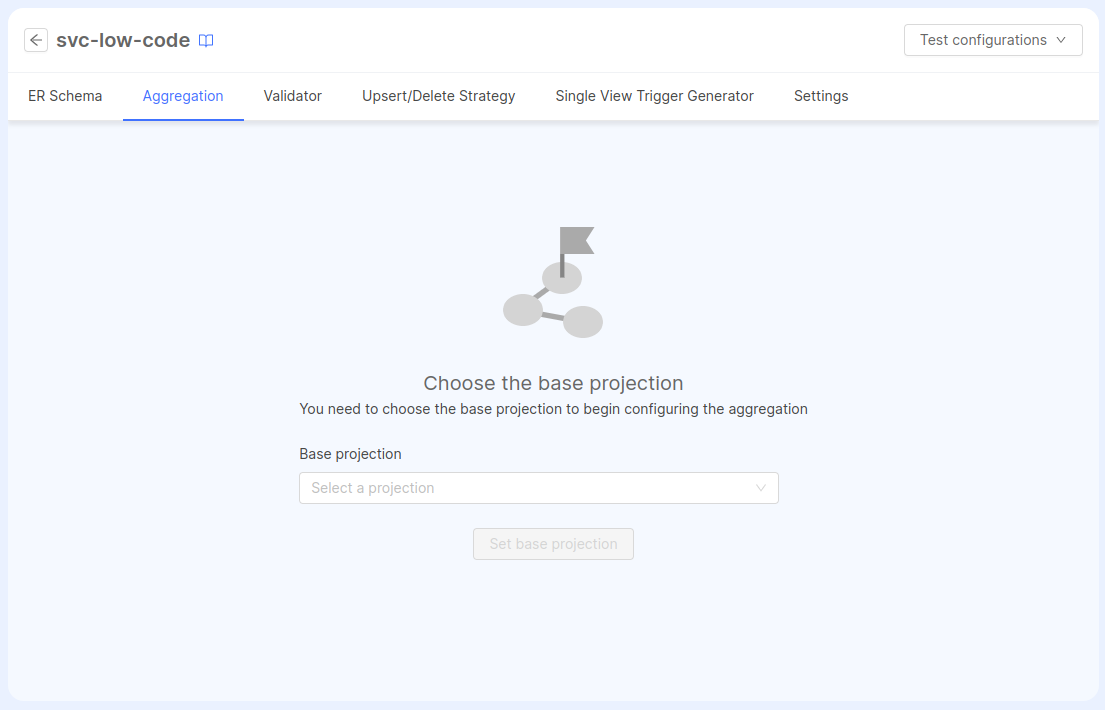 svc-low-code
Test configurations
ER Schema
Aggregation
Validator
Upsert/Delete Strategy
Single View Trigger Generator
Settings
Choose the base projection
You need to choose the base projection to begin configuring the aggregation
Base projection
Select a projection
Set base projection